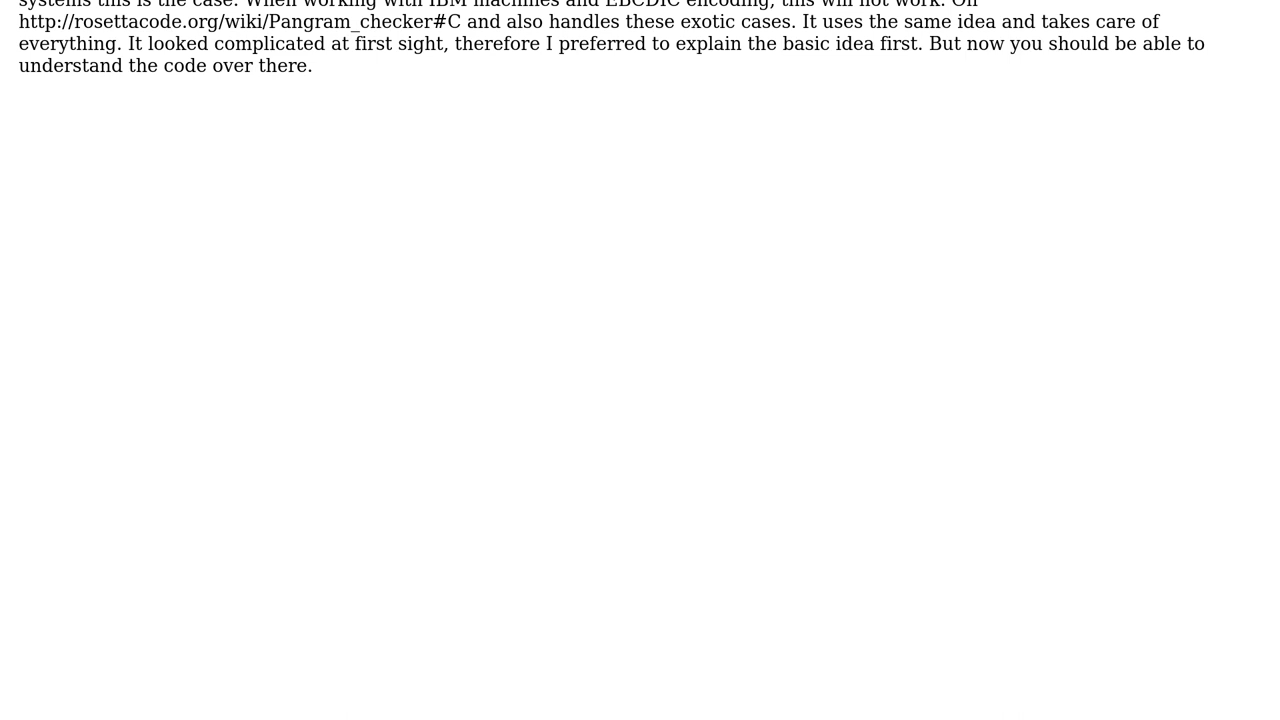 systems this is the case. When working with IBM machines and EBCDIC encoding, this will not work. On
http://rosettacode.org/wiki/Pangram_checker#C and also handles these exotic cases. It uses the same idea and takes care of
everything. It looked complicated at first sight, therefore I preferred to explain the basic idea first. But now you should be able to
understand the code over there.